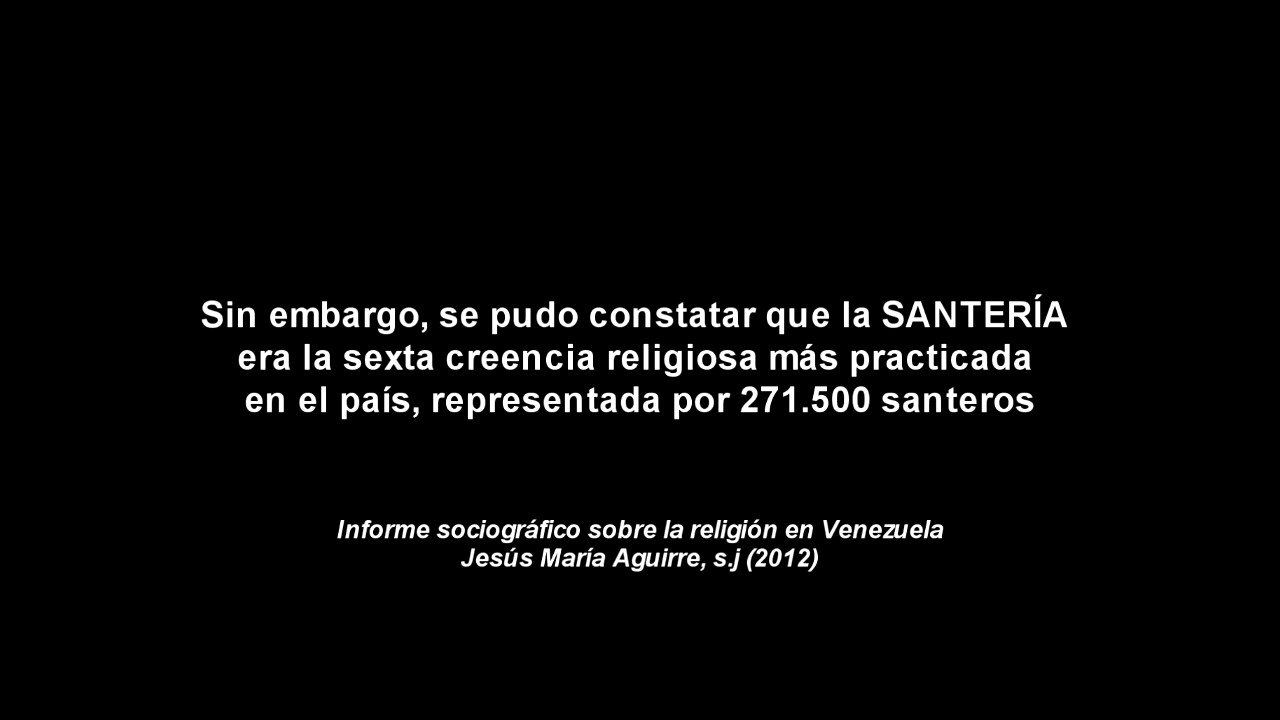 Sin embargo, se pudo constatar que la SANTERÍA
era la sexta creencia religiosa más practicada
en el país, representada por 271.500 santeros
Informe sociográfico sobre la religión en Venezuela
Jesús María Aguirre, s.j (2012)